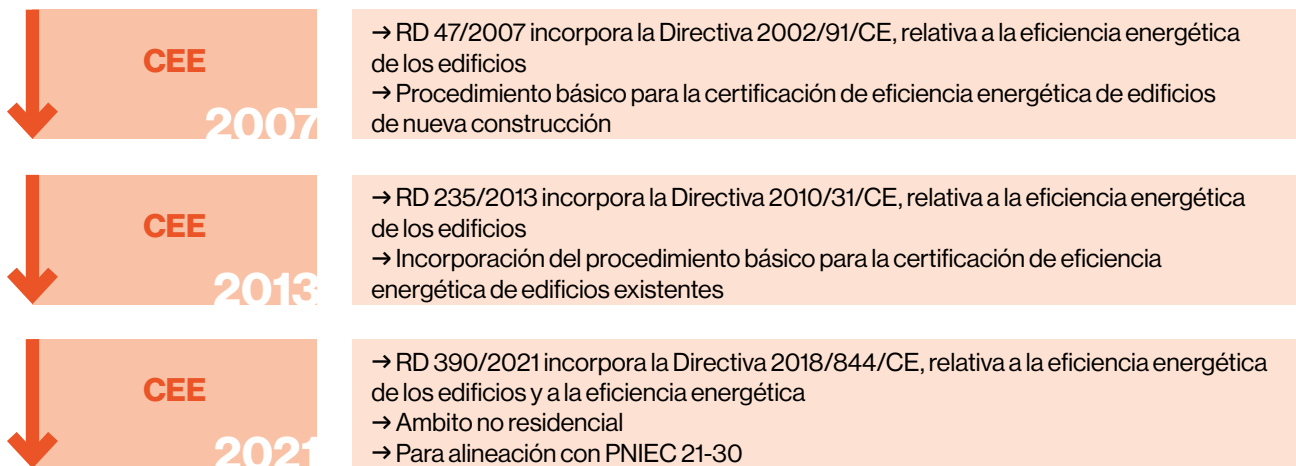 CEE
2007
→ RD 47/2007 incorpora la Directiva 2002/91/CE, relativa a la eficiencia energética
de los edificios
→ Procedimiento básico para la certificación de eficiencia energética de edificios
de nueva construcción
CEE
2013
→ RD 235/2013 incorpora la Directiva 2010/31/CE, relativa a la eficiencia energética
de los edificios
→ Incorporación del procedimiento básico para la certificación de eficiencia
energética de edificios existentes
CEE
2021
→ RD 390/2021 incorpora la Directiva 2018/844/CE, relativa a la eficiencia energética
de los edificios y a la eficiencia energética
→ Ambito no residencial
→ Para alineación con PNIEC 21-30